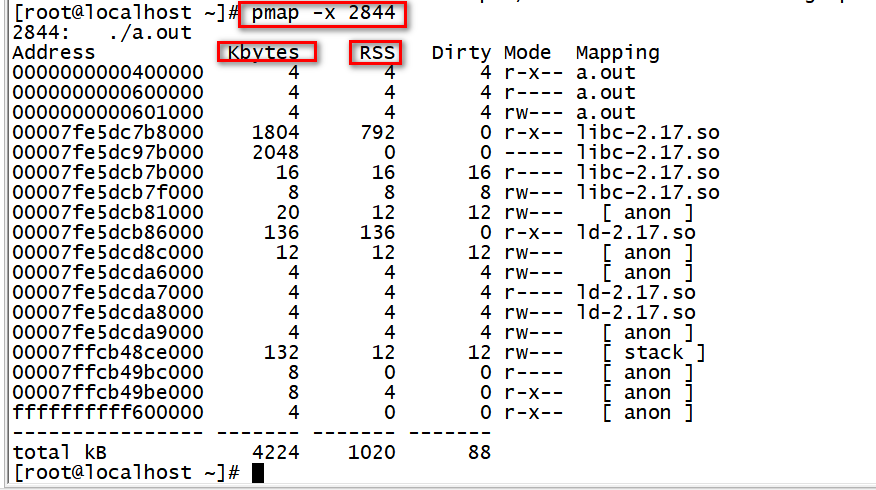 [root@localhost ~]# pmap -x 2844
2844:   ./a.out
Address           Kbytes     RSS   Dirty Mode  Mapping
0000000000400000       4       4       4 r-x-- a.out
0000000000600000       4       4       4 r---- a.out
0000000000601000       4       4       4 rw--- a.out
00007fe5dc7b8000    1804     792       0 r-x-- libc-2.17.so
00007fe5dc97b000    2048       0       0 ----- libc-2.17.so
00007fe5dcb7b000      16      16      16 r---- libc-2.17.so
00007fe5dcb7f000       8       8       8 rw--- libc-2.17.so
00007fe5dcb81000      20      12      12 rw---   [ anon ]
00007fe5dcb86000     136     136       0 r-x-- ld-2.17.so
00007fe5dcd8c000      12      12      12 rw---   [ anon ]
00007fe5dcda6000       4       4       4 rw---   [ anon ]
00007fe5dcda7000       4       4       4 r---- ld-2.17.so
00007fe5dcda8000       4       4       4 rw--- ld-2.17.so
00007fe5dcda9000       4       4       4 rw---   [ anon ]
00007ffcb48ce000     132      12      12 rw---   [ stack ]
00007ffcb49bc000       8       0       0 r----   [ anon ]
00007ffcb49be000       8       4       0 r-x--   [ anon ]
ffffffffff600000       4       0       0 r-x--   [ anon ]
---------------- ------- ------- -------
total kB            4224    1020      88
[root@localhost ~]#